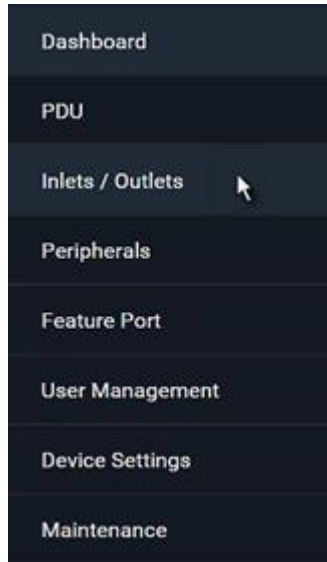 Dashboard
PDU
Inlets / Outlets
Peripherals
Feature Port
User Management
Device Settings
Maintenance